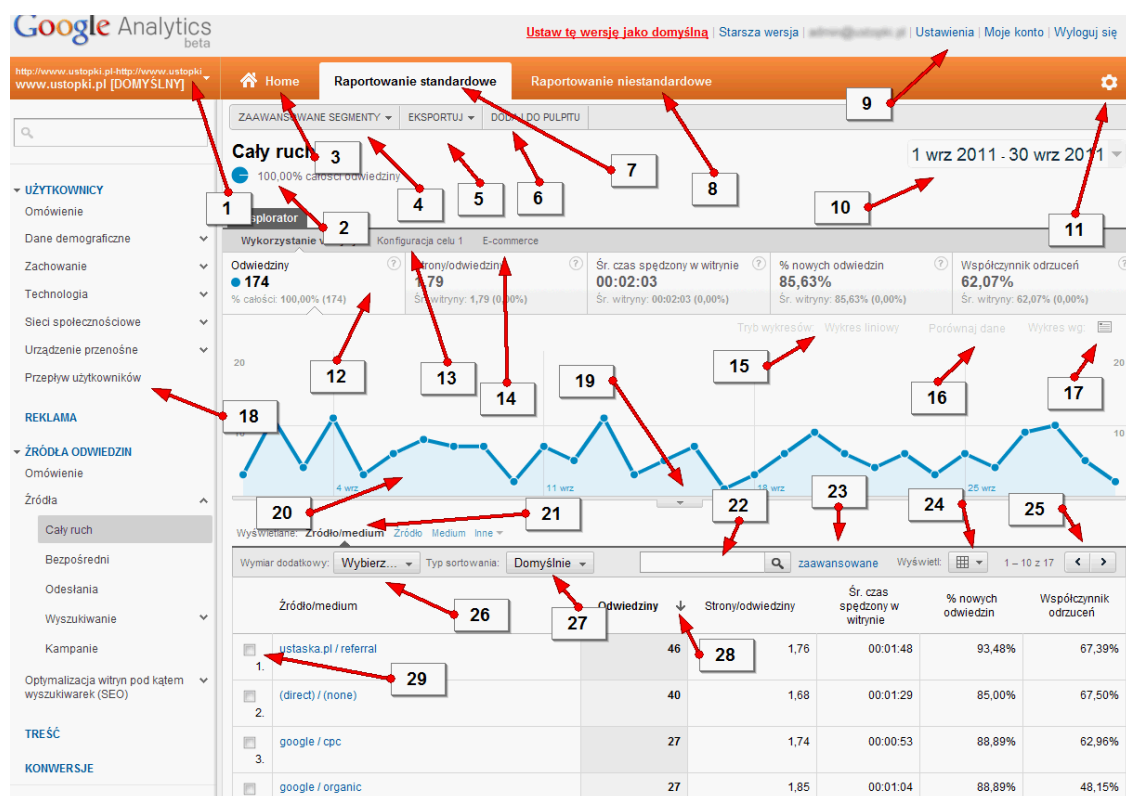 Google Analytics
beta
Ustaw tę wersję jako domyślną | Starsza wersja | | Ustawienia | Moje konto | Wyloguj się
http://www.ustopki.pl-http://www.ustopki
www.ustopki.pl [DOMYŚLNY]
Home
Raportowanie standardowe
Raportowanie niestandardowe
9
ZAAWANSOWANE SEGMENTY
EKSPORTUJ
DODAJ DO PULPITU
Cały ruch
3
7
1 wrz 2011 - 30 wrz 2011
100,00% całości odwiedziny
UŻYTKOWNICY
Omówienie
1
4
5
6
8
10
2
11
Eksplorator
Dane demograficzne
Wykorzystanie
Konfiguracja celu 1
E-commerce
Zachowanie
Technologia
Sieci społecznościowe
Urządzenie przenośne
Przepływ użytkowników
Odwiedziny
174
% całości: 100,00% (174)
Strony/odwiedziny
1,79
Śr. witryny: 1,79 (0,00%)
Śr. czas spędzony w witrynie
00:02:03
Śr. witryny: 00:02:03 (0,00%)
% nowych odwiedzin
85,63%
Śr. witryny: 85,63% (0,00%)
Współczynnik odrzuceń
62,07%
Śr. witryny: 62,07% (0,00%)
Tryb wykresów: Wykres liniowy
Porównaj dane
Wykres wg:
20
20
12
13
14
19
15
16
17
18
REKLAMA
10
10
ŹRÓDŁA ODWIEDZIN
Omówienie
Źródła
Cały ruch
Bezpośredni
Odesłania
Wyszukiwanie
Kampanie
Optymalizacja witryn pod kątem
wyszukiwarek (SEO)
TREŚĆ
KONWERSJE
4 wrz
11 wrz
18 wrz
25 wrz
20
21
22
23
24
25
Wyświetlane: Źródło/medium Źródło Medium Inne
Wymiar dodatkowy: Wybierz...
Typ sortowania: Domyślnie
zaawansowane
Wyświetl:
1 – 10 z 17
26
27
28
29
Źródło/medium
Odwiedziny
Strony/odwiedziny
Śr. czas
spędzony w
witrynie
% nowych
odwiedzin
Współczynnik
odrzuceń
1. ustaska.pl / referral 46 1,76 00:01:48 93,48% 67,39%
2. (direct) / (none) 40 1,68 00:01:29 85,00% 67,50%
3. google / cpc 27 1,74 00:00:53 88,89% 62,96%
google / organic 27 1,85 00:01:04 88,89% 48,15%